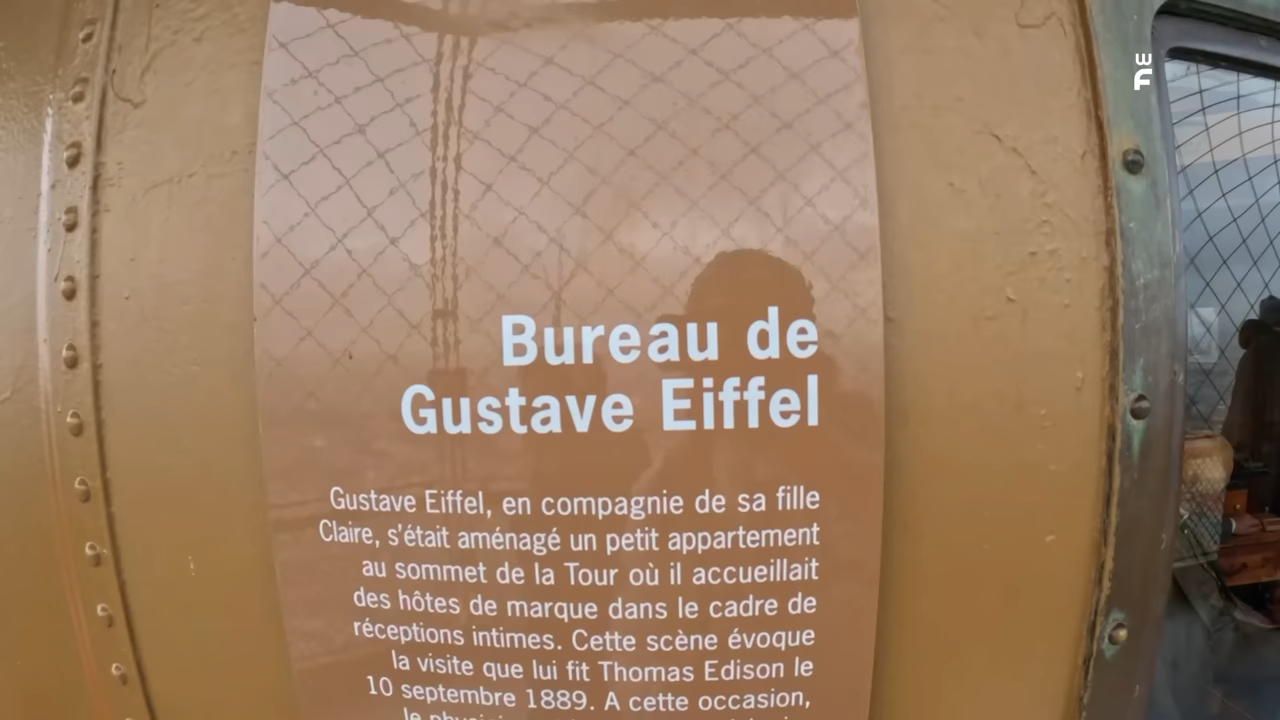 Bureau de
Gustave Eiffel
Gustave Eiffel, en compagnie de sa fille
Claire, s'était aménagé un petit appartement
au sommet de la Tour où il accueillait
des hôtes de marque dans le cadre de
réceptions intimes. Cette scène évoque
la visite que lui fit Thomas Edison le
10 septembre 1889. A cette occasion,